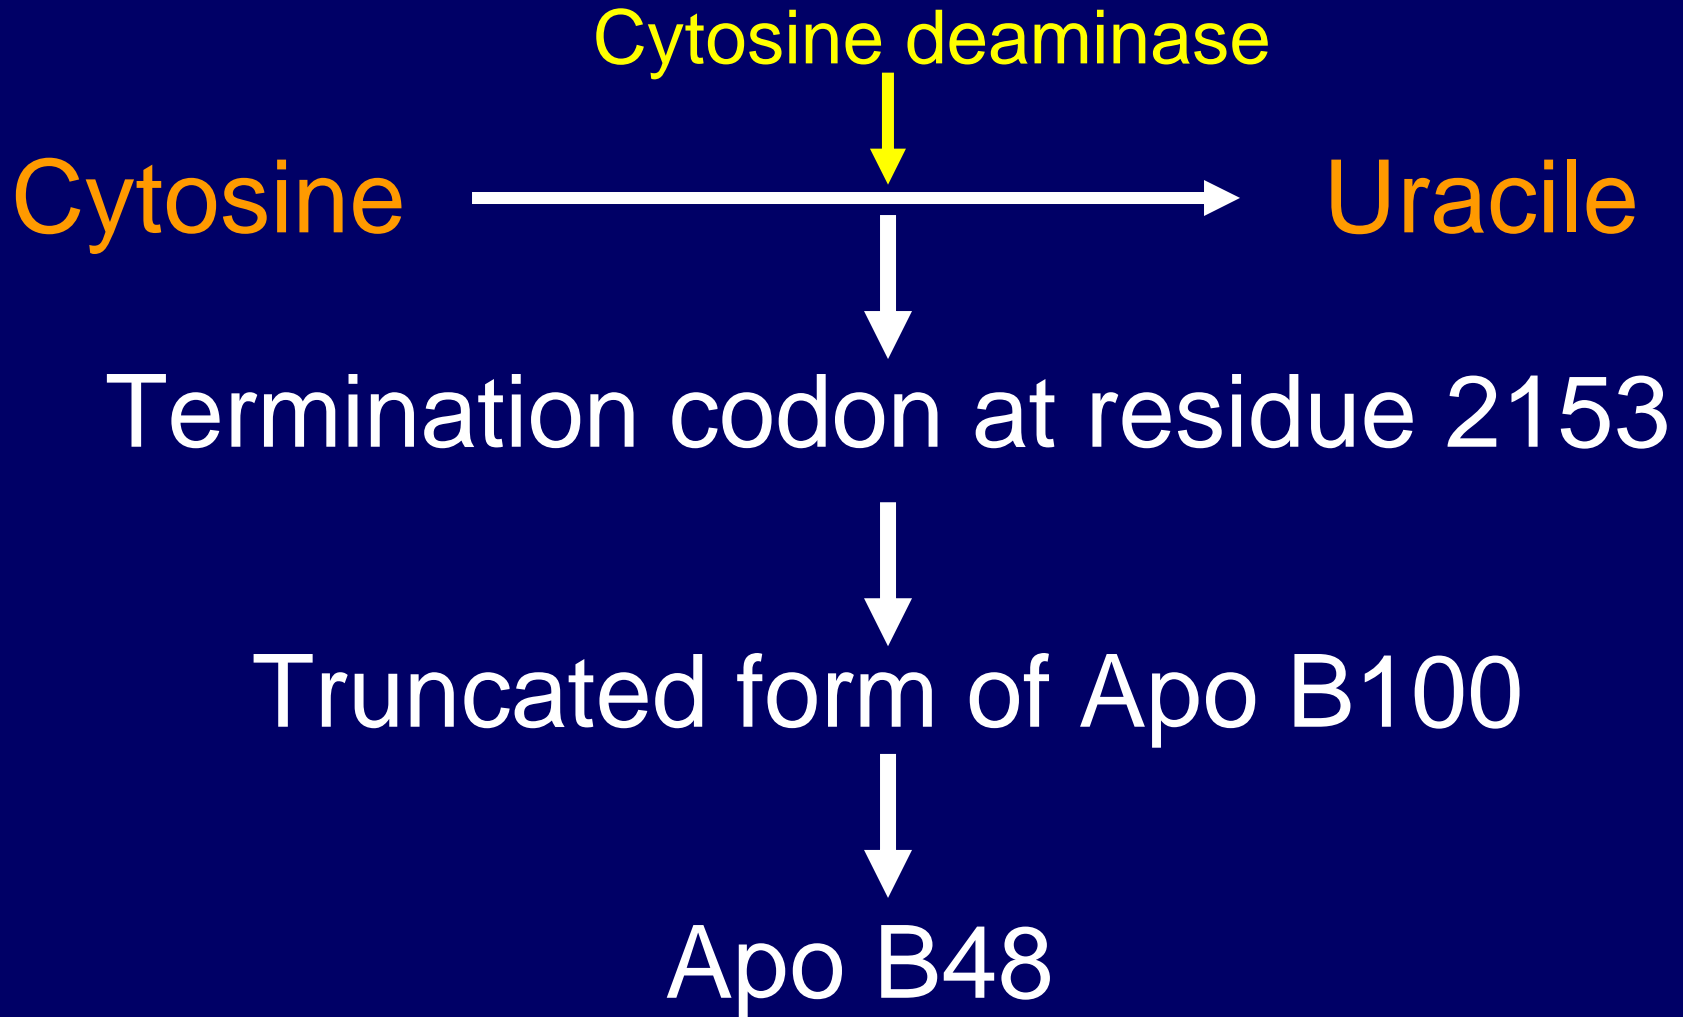 Cytosine deaminase
Cytosine Uracile
Termination codon at residue 2153
Truncated form of Apo B100
Apo B48